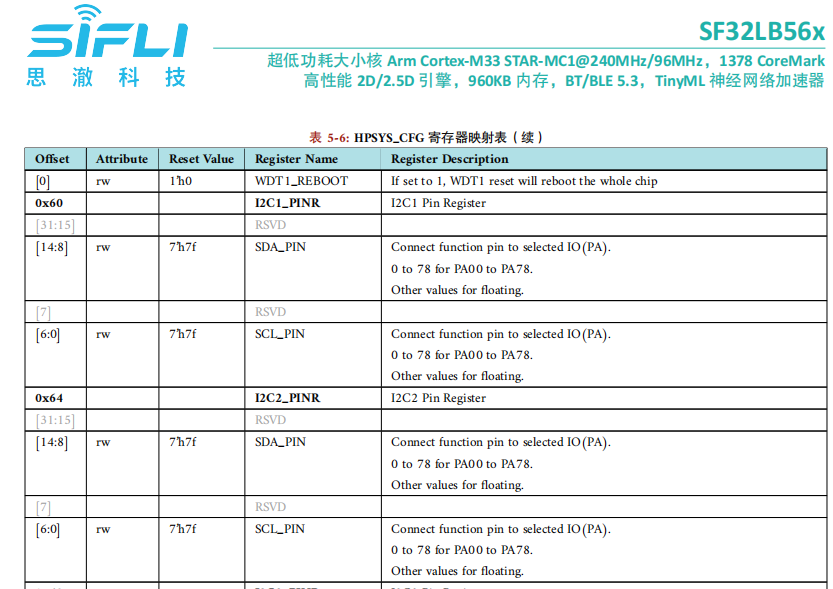 SIFLI
思澈科技
SF32LB56x
超低功耗大小核 Arm Cortex-M33 STAR-MC1@240MHz/96MHz，1378 CoreMark
高性能 2D/2.5D 引擎，960KB 内存，BT/BLE 5.3，TinyML 神经网络加速器
表 5-6: HPSYS_CFG 寄存器映射表（续）
Offset Attribute Reset Value Register Name Register Description
[0] rw 1'h0 WDT1_REBOOT If set to 1, WDT1 reset will reboot the whole chip
0x60 I2C1_PINR I2C1 Pin Register
[31:15] RSVD
[14:8] rw 7'h7f SDA_PIN Connect function pin to selected IO(PA).
0 to 78 for PA00 to PA78.
Other values for floating.
[7] RSVD
[6:0] rw 7'h7f SCL_PIN Connect function pin to selected IO(PA).
0 to 78 for PA00 to PA78.
Other values for floating.
0x64 I2C2_PINR I2C2 Pin Register
[31:15] RSVD
[14:8] rw 7'h7f SDA_PIN Connect function pin to selected IO(PA).
0 to 78 for PA00 to PA78.
Other values for floating.
[7] RSVD
[6:0] rw 7'h7f SCL_PIN Connect function pin to selected IO(PA).
0 to 78 for PA00 to PA78.
Other values for floating.